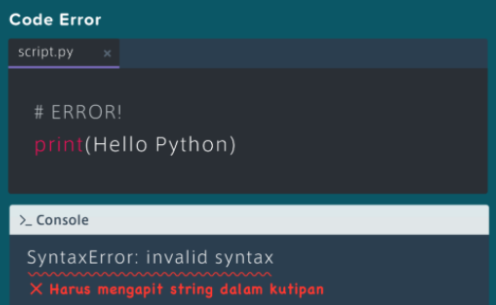 Code Error
script.py ×
# ERROR!
print(Hello Python)
>_ Console
SyntaxError: invalid syntax
× Harus mengapit string dalam kutipan